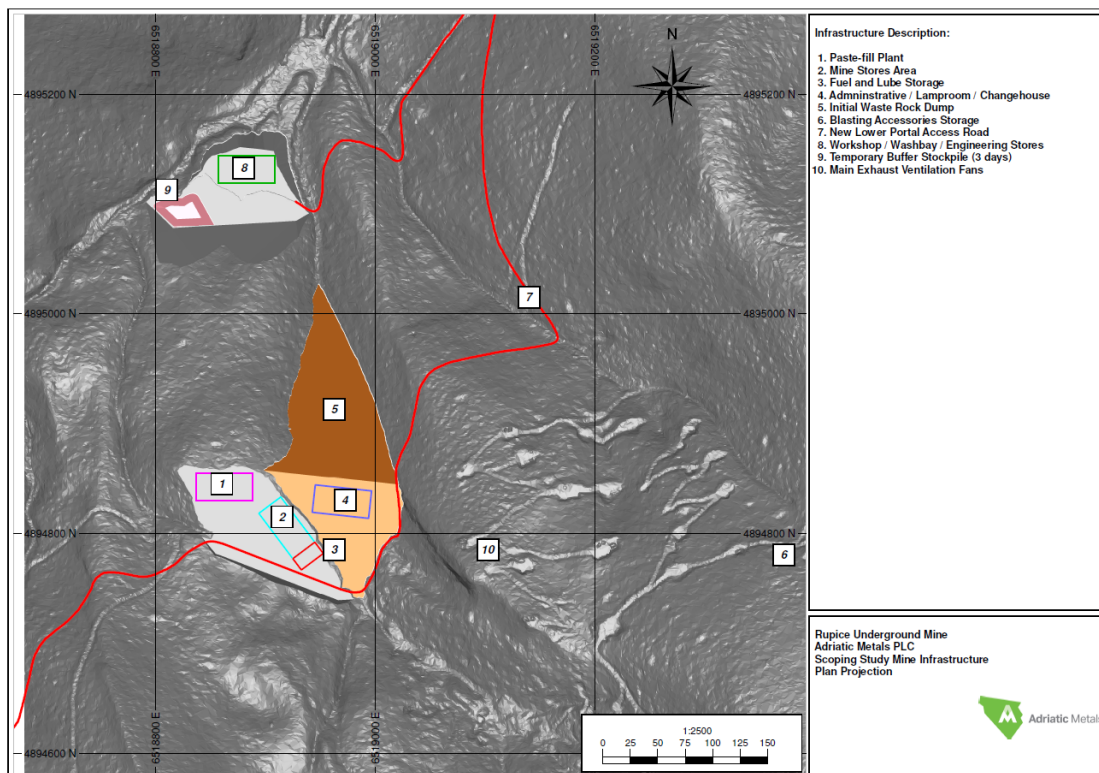 6518800 E
6519000 E
6519200 E
N
4895200 N
4895200 N
8
9
7
4895000 N
4895000 N
5
1
4
2
3
10
6
4894800 N
4894800 N
4894600 N
6518800 E
6519000 E
1:2500
0 25 50 75 100 125 150
Infrastructure Description:
1. Paste-fill Plant
2. Mine Stores Area
3. Fuel and Lube Storage
4. Admninstrative / Lamproom / Changehouse
5. Initial Waste Rock Dump
6. Blasting Accessories Storage
7. New Lower Portal Access Road
8. Workshop / Washbay / Engineering Stores
9. Temporary Buffer Stockpile (3 days)
10. Main Exhaust Ventilation Fans
Rupice Underground Mine
Adriatic Metals PLC
Scoping Study Mine Infrastructure
Plan Projection
Adriatic Metals